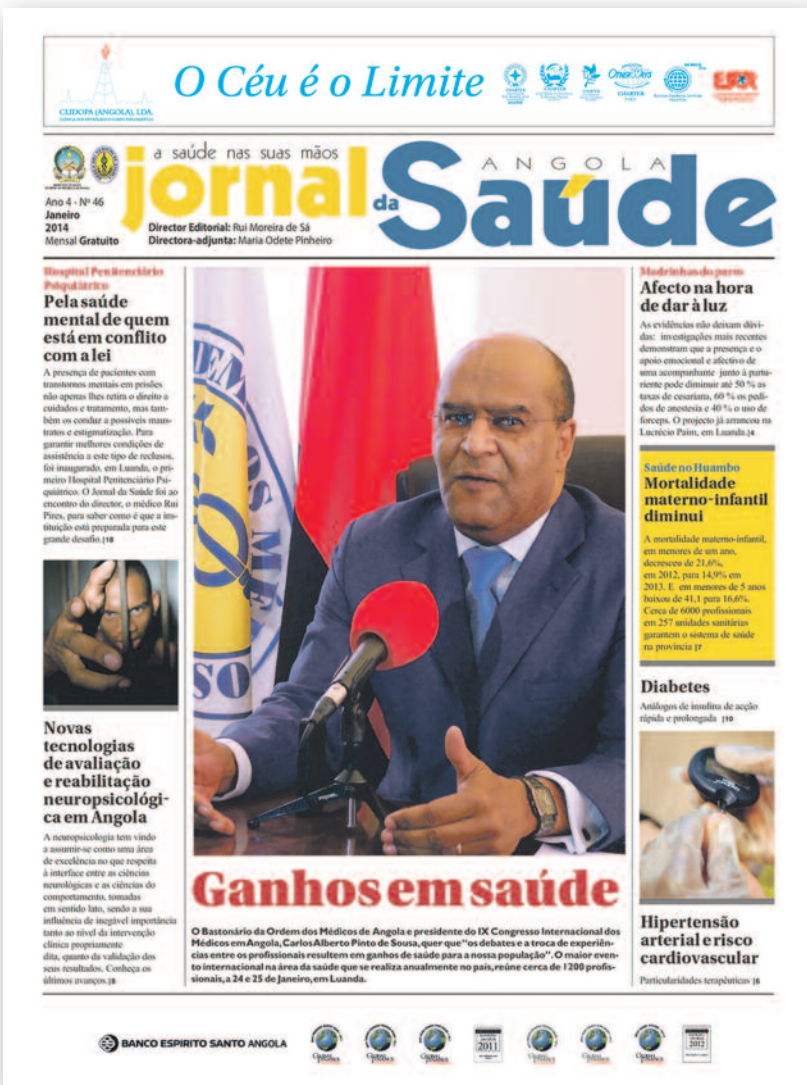 CLIDOPA (ANGOLA), LDA.
O Céu é o Limite
a saúde nas suas mãos
jornal da Saúde
ANGOLA
Ano 4 - Nº 46
Janeiro
2014
Mensal Gratuito
Director Editorial: Rui Moreira de Sá
Directora-adjunta: Maria Odete Pinheiro
Hospital Penitenciário
Psiquiátrico
Pela saúde
mental de quem
está em conflito
com a lei
A presença de pacientes com
transtornos mentais em prisões
não apenas lhes retira o direito a
cuidados e tratamento, mas tam-
bém os conduz a possíveis maus-
tratos e estigmatização. Para
garantir melhores condições de
assistência a este tipo de reclusos,
foi inaugurado, em Luanda, o pri-
meiro Hospital Penitenciário Psi-
quiátrico. O Jornal da Saúde foi ao
encontro do director, o médico Rui
Pires, para saber como é que a ins-
tituição está preparada para este
grande desafio. |18
Novas
tecnologias
de avaliação
e reabilitação
neuropsicológi-
ca em Angola
A neuropsicologia tem vindo
a assumir-se como uma área
de excelência no que respeita
à interface entre as ciências
neurológicas e as ciências do
comportamento, tomadas
em sentido lato, sendo a sua
influência de inegável importância
tanto ao nível da intervenção
clínica propriamente
dita, quanto da validação dos
seus resultados. Conheça os
últimos avanços. |8
Ganhos em saúde
O Bastonário da Ordem dos Médicos de Angola e presidente do IX Congresso Internacional dos
Médicos em Angola, Carlos Alberto Pinto de Sousa, quer que "os debates e a troca de experiên-
cias entre os profissionais resultem em ganhos de saúde para a nossa população". O maior even-
to internacional na área da saúde que se realiza anualmente no país, reúne cerca de 1200 profis-
sionais, a 24 e 25 de Janeiro, em Luanda.
Madrinhas do parto
Afecto na hora
de dar à luz
As evidências não deixam dúvi-
das: investigações mais recentes
demonstram que a presença e o
apoio emocional e afectivo de
uma acompanhante junto à partu-
riente pode diminuir até 50 % as
taxas de cesariana, 60 % os pedi-
dos de anestesia e 40 % o uso de
forceps. O projecto já arrancou na
Lucrécio Paim, em Luanda. |4
Saúde no Huambo
Mortalidade
materno-infantil
diminui
A mortalidade materno-infantil,
em menores de um ano,
decresceu de 21,6%,
em 2012, para 14,9% em
2013. E em menores de 5 anos
baixou de 41,1 para 16,6%.
Cerca de 6000 profissionais
em 257 unidades sanitárias
garantem o sistema de saúde
na província |7
Diabetes
Análogos de insulina de acção
rápida e prolongada |10
Hipertensão
arterial e risco
cardiovascular
Particularidades terapêuticas |6
BANCO ESPIRITO SANTO ANGOLA
2011
2012